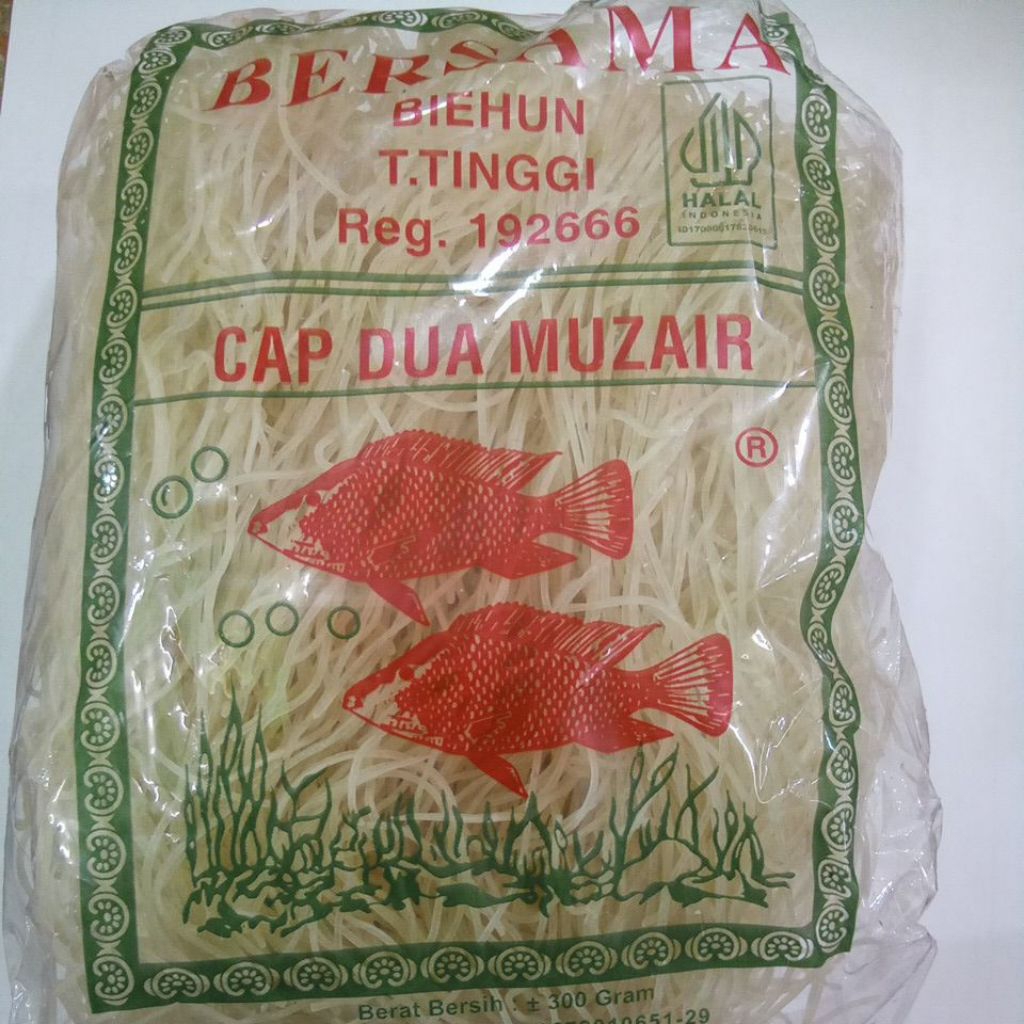 BERSAMA
BIEHUN
T.TINGGI
Reg. 192666
HALAL
INDONESIA
CAP DUA MUZAIR
®
Berat Bersih : ± 300 Gram